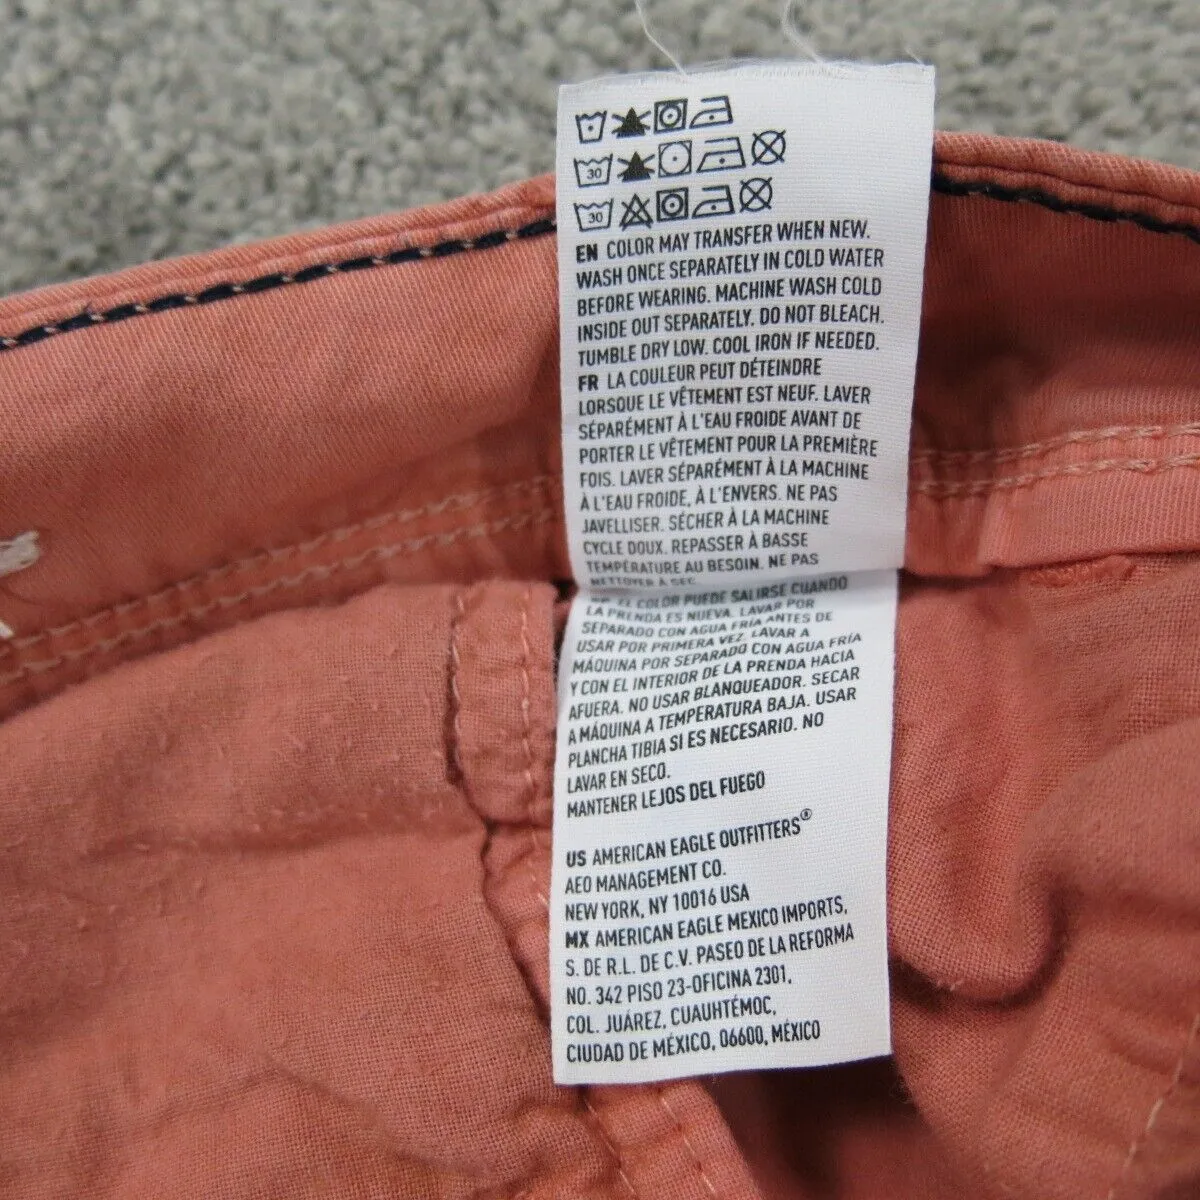 30
30
EN COLOR MAY TRANSFER WHEN NEW.
WASH ONCE SEPARATELY IN COLD WATER
BEFORE WEARING. MACHINE WASH COLD
INSIDE OUT SEPARATELY. DO NOT BLEACH.
TUMBLE DRY LOW. COOL IRON IF NEEDED.
FR LA COULEUR PEUT DÉTEINDRE
LORSQUE LE VÊTEMENT EST NEUF. LAVER
SÉPARÉMENT À L'EAU FROIDE AVANT DE
PORTER LE VÊTEMENT POUR LA PREMIÈRE
FOIS. LAVER SÉPARÉMENT À LA MACHINE
À L'EAU FROIDE, À L'ENVERS. NE PAS
JAVELLISER. SÉCHER À LA MACHINE
CYCLE DOUX. REPASSER À BASSE
TEMPÉRATURE AU BESOIN. NE PAS
NETTOYER À SEC.
EL COLOR PUEDE SALIRSE CUANDO
LA PRENDA ES NUEVA. LAVAR POR
SEPARADO CON AGUA FRÍA ANTES DE
USAR POR PRIMERA VEZ. LAVAR A
MÁQUINA POR SEPARADO CON AGUA FRÍA
Y CON EL INTERIOR DE LA PRENDA HACIA
AFUERA. NO USAR BLANQUEADOR. SECAR
A MÁQUINA A TEMPERATURA BAJA. USAR
PLANCHA TIBIA SI ES NECESARIO. NO
LAVAR EN SECO.
MANTENER LEJOS DEL FUEGO
US AMERICAN EAGLE OUTFITTERS®
AEO MANAGEMENT CO.
NEW YORK, NY 10016 USA
MX AMERICAN EAGLE MEXICO IMPORTS,
S. DE R.L. DE C.V. PASEO DE LA REFORMA
NO. 342 PISO 23-OFICINA 2301,
COL. JUÁREZ, CUAUHTÉMOC,
CIUDAD DE MÉXICO, 06600, MÉXICO